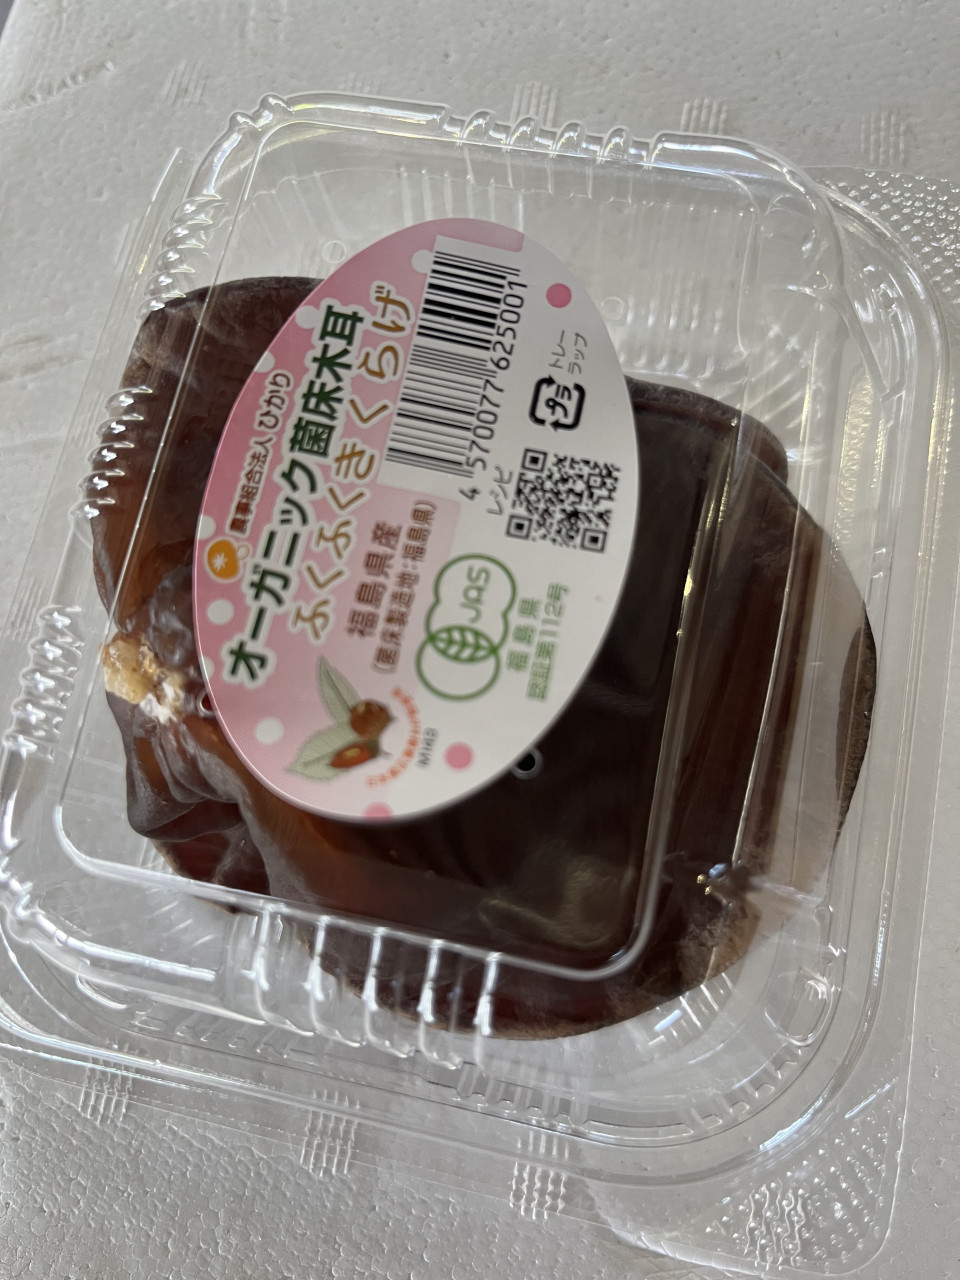 農事組合法人 ひかり
オーガニック菌床木耳
ふくふくきくらげ
福島県産
(菌床製造地:福島県)
4 570077 625001
レシピ
プラ
トレー
ラップ
JAS
福島県
認証第112号